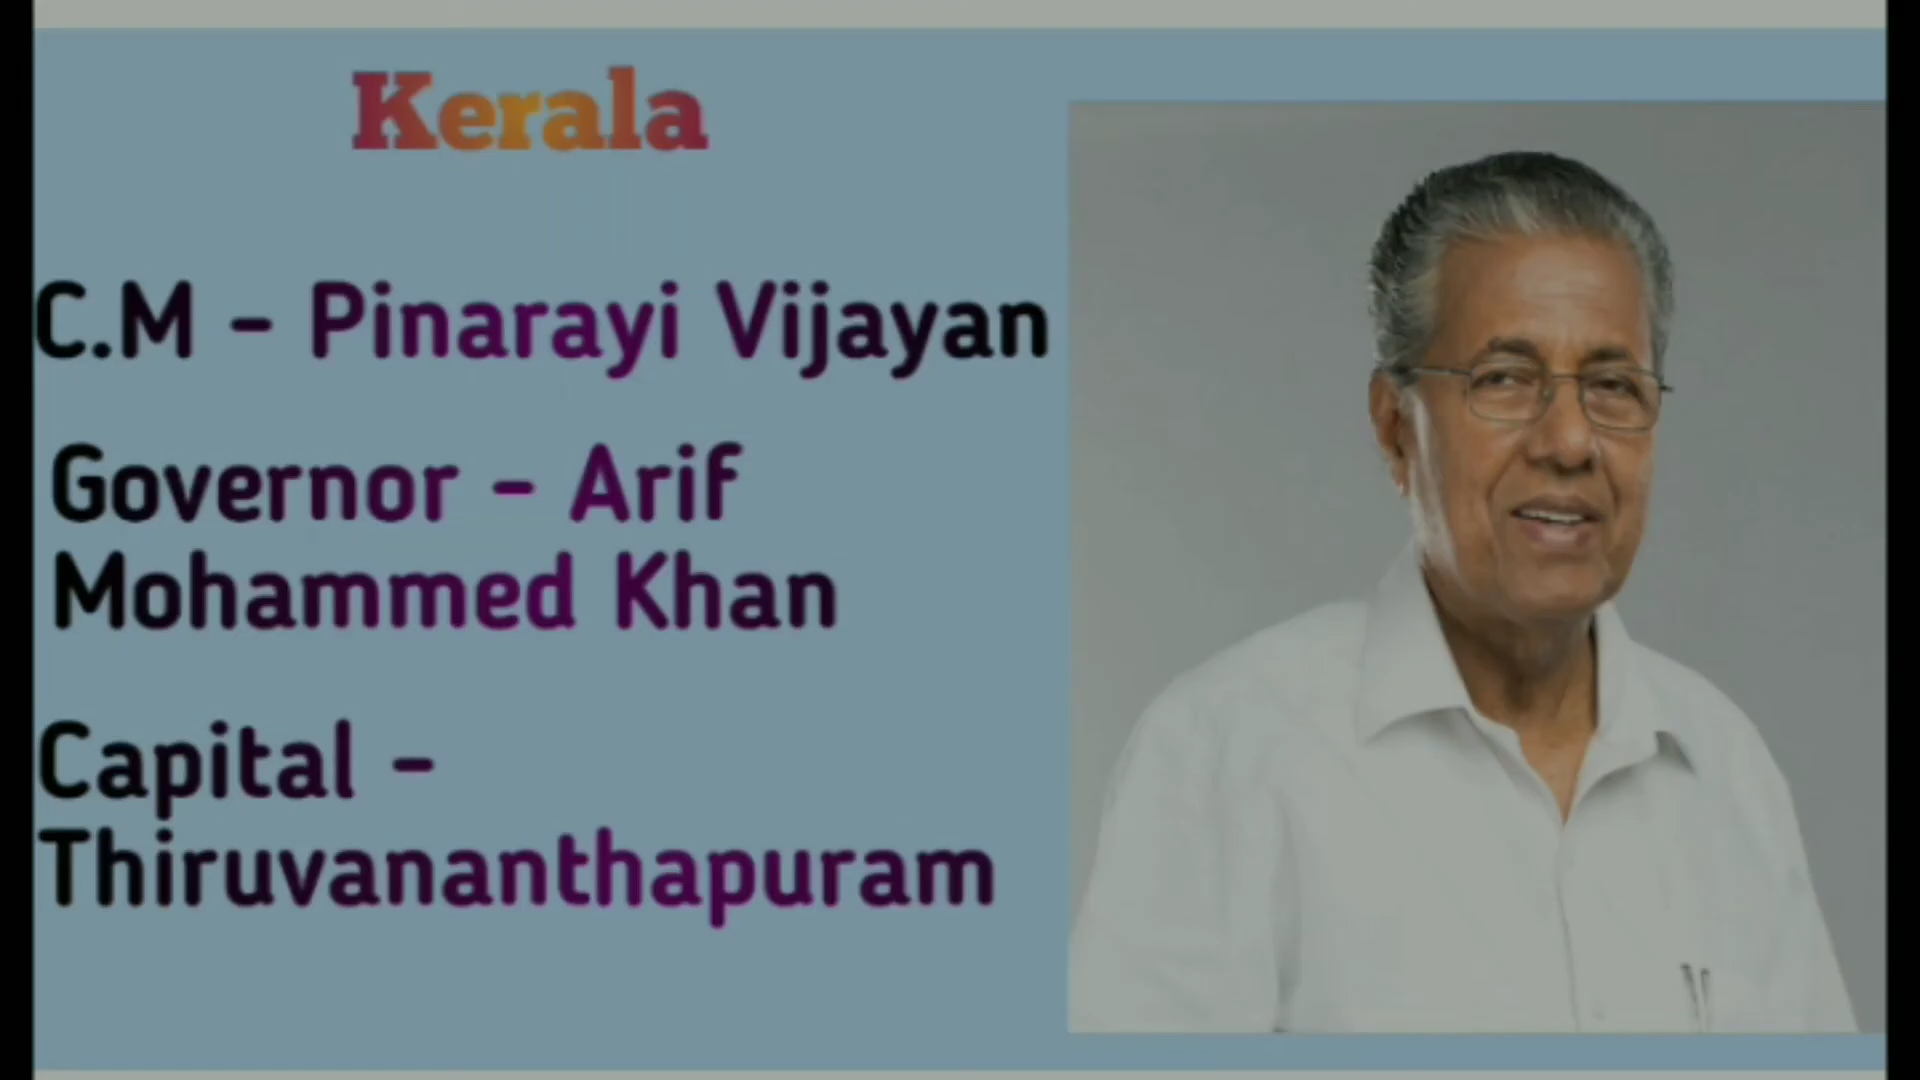 Kerala
C.M - Pinarayi Vijayan
Governor - Arif
Mohammed Khan
Capital -
Thiruvananthapuram